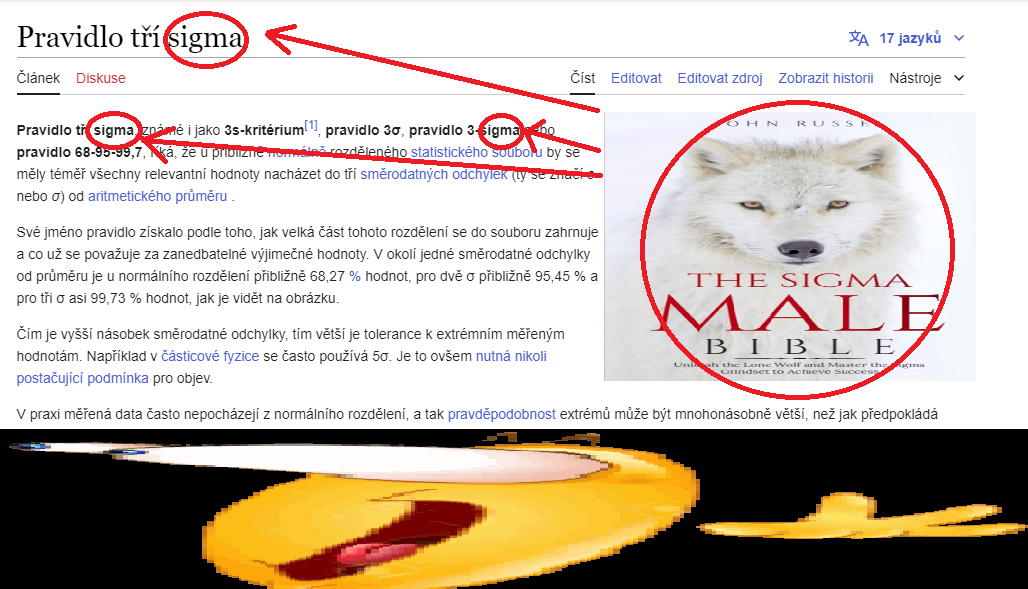 Pravidlo tří sigma
17 jazyků
Článek Diskuse Číst Editovat Editovat zdroj Zobrazit historii Nástroje
Pravidlo tří sigma, známé i jako 3s-kritérium[1], pravidlo 3σ, pravidlo 3-sigma nebo
pravidlo 68-95-99,7, říká, že u přibližně normálně rozděleného statistického souboru by se
měly téměř všechny relevantní hodnoty nacházet do tří směrodatných odchylek (ty se značí s
nebo σ) od aritmetického průměru .
Své jméno pravidlo získalo podle toho, jak velká část tohoto rozdělení se do souboru zahrnuje
a co už se považuje za zanedbatelné výjimečné hodnoty. V okolí jedné směrodatné odchylky
od průměru je u normálního rozdělení přibližně 68,27 % hodnot, pro dvě σ přibližně 95,45 % a
pro tři σ asi 99,73 % hodnot, jak je vidět na obrázku.
Čím je vyšší násobek směrodatné odchylky, tím větší je tolerance k extrémním měřeným
hodnotám. Například v částicové fyzice se často používá 5σ. Je to ovšem nutná nikoli
postačující podmínka pro objev.
V praxi měřená data často nepocházejí z normálního rozdělení, a tak pravděpodobnost extrémů může být mnohonásobně větší, než jak předpokládá
OHN RUSSE
THE SIGMA
MALE
BIBLE
Unleash the Lone Wolf and Master the Sigma
Grindset to Achieve Success